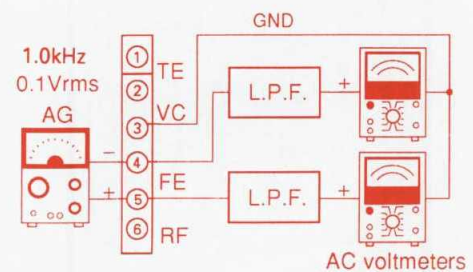 GND
1.0kHz
0.1Vrms
AG
1
TE
2
VC
3
4
FE
5
RF
6
−
+
L.P.F.
+
L.P.F.
+
AC voltmeters